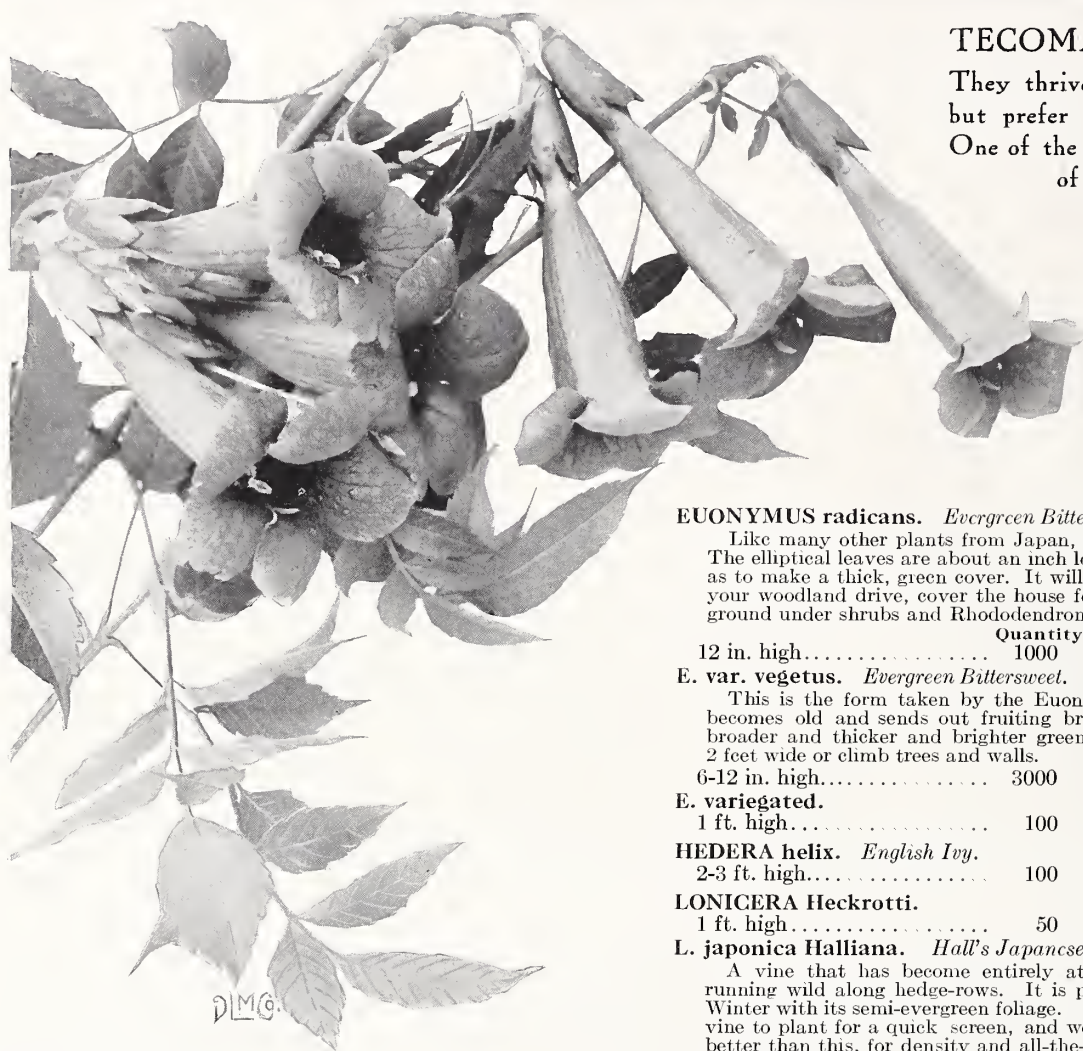 TECOMA
They thrive
but prefer
One of the
of
EUONYMUS radicans. Evergreen Bitte
Like many other plants from Japan,
The elliptical leaves are about an inch lo
as to make a thick, green cover. It will
your woodland drive, cover the house fo
ground under shrubs and Rhododendron
Quantity
12 in. high.................. 1000
E. var. vegetus. Evergreen Bittersweet.
This is the form taken by the Euon
becomes old and sends out fruiting br
broader and thicker and brighter green
2 feet wide or climb trees and walls.
6-12 in. high.................. 3000
E. variegated.
1 ft. high.................. 100
HEDERA helix. English Ivy.
2-3 ft. high.................. 100
LONICERA Heckrotti.
1 ft. high.................. 50
L. japonica Halliana. Hall's Japanese
A vine that has become entirely at
running wild along hedge-rows. It is p
Winter with its semi-evergreen foliage.
vine to plant for a quick screen, and we
better than this, for density and all-the-
DLMCo.